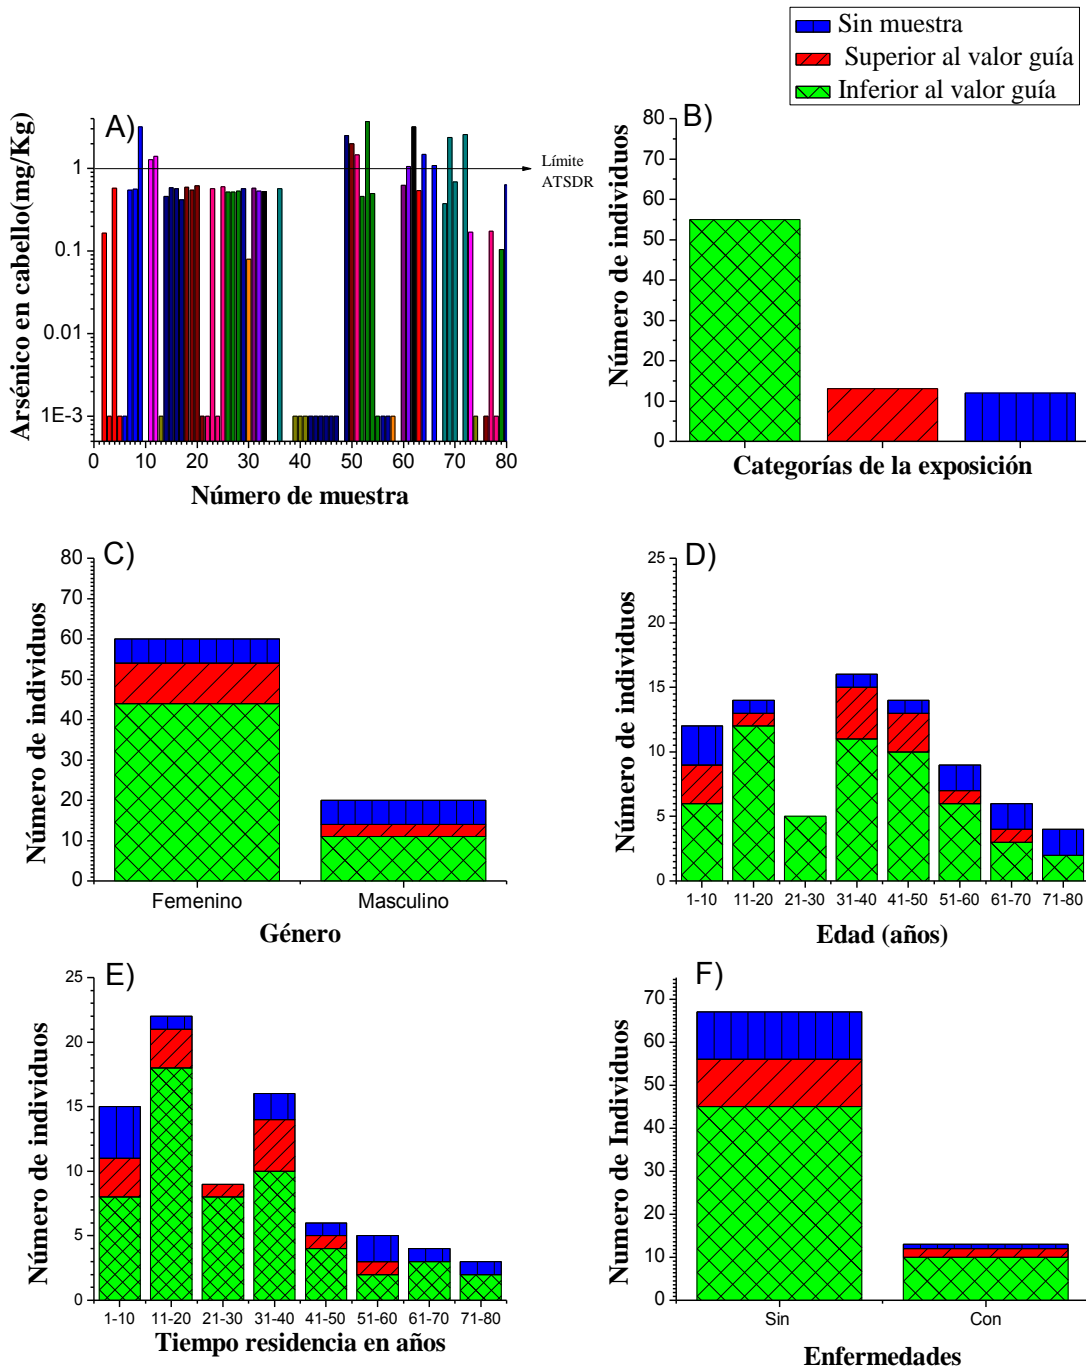 Sin muestra
Superior al valor guía
Inferior al valor guía
A)
Arsénico en cabello(mg/Kg)
1
0.1
0.01
1E-3
Límite
ATSDR
0 10 20 30 40 50 60 70 80
Número de muestra
B)
Número de individuos
80
70
60
50
40
30
20
10
0
Categorías de la exposición
C)
Número de individuos
80
70
60
50
40
30
20
10
0
Femenino Masculino
Género
D)
Número de individuos
25
20
15
10
5
0
1-10 11-20 21-30 31-40 41-50 51-60 61-70 71-80
Edad (años)
E)
Número de individuos
25
20
15
10
5
0
1-10 11-20 21-30 31-40 41-50 51-60 61-70 71-80
Tiempo residencia en años
F)
Numero de Individuos
70
60
50
40
30
20
10
0
Sin Con
Enfermedades